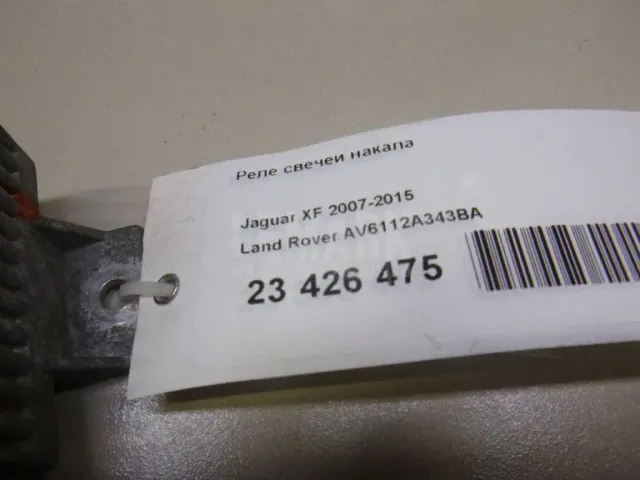 Реле свечей накала
Jaguar XF 2007-2015
Land Rover AV6112A343BA
23 426 475